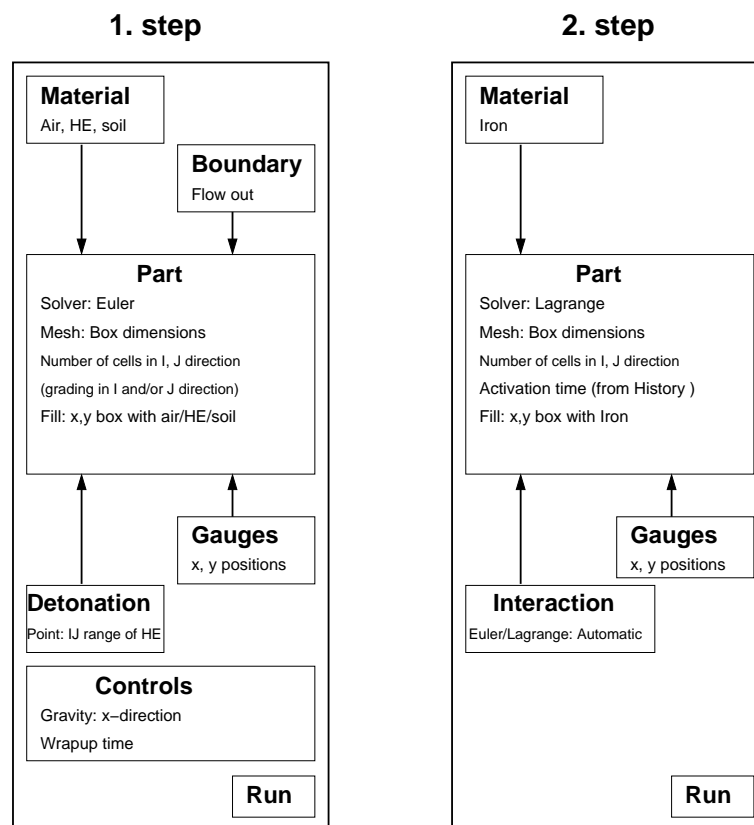 1. step
Material
Air, HE, soil
Boundary
Flow out
Part
Solver: Euler
Mesh: Box dimensions
Number of cells in I, J direction
(grading in I and/or J direction)
Fill: x,y box with air/HE/soil
Gauges
x, y positions
Detonation
Point: IJ range of HE
Controls
Gravity: x−direction
Wrapup time
Run
2. step
Material
Iron
Part
Solver: Lagrange
Mesh: Box dimensions
Number of cells in I, J direction
Activation time (from History )
Fill: x,y box with Iron
Gauges
x, y positions
Interaction
Euler/Lagrange: Automatic
Run